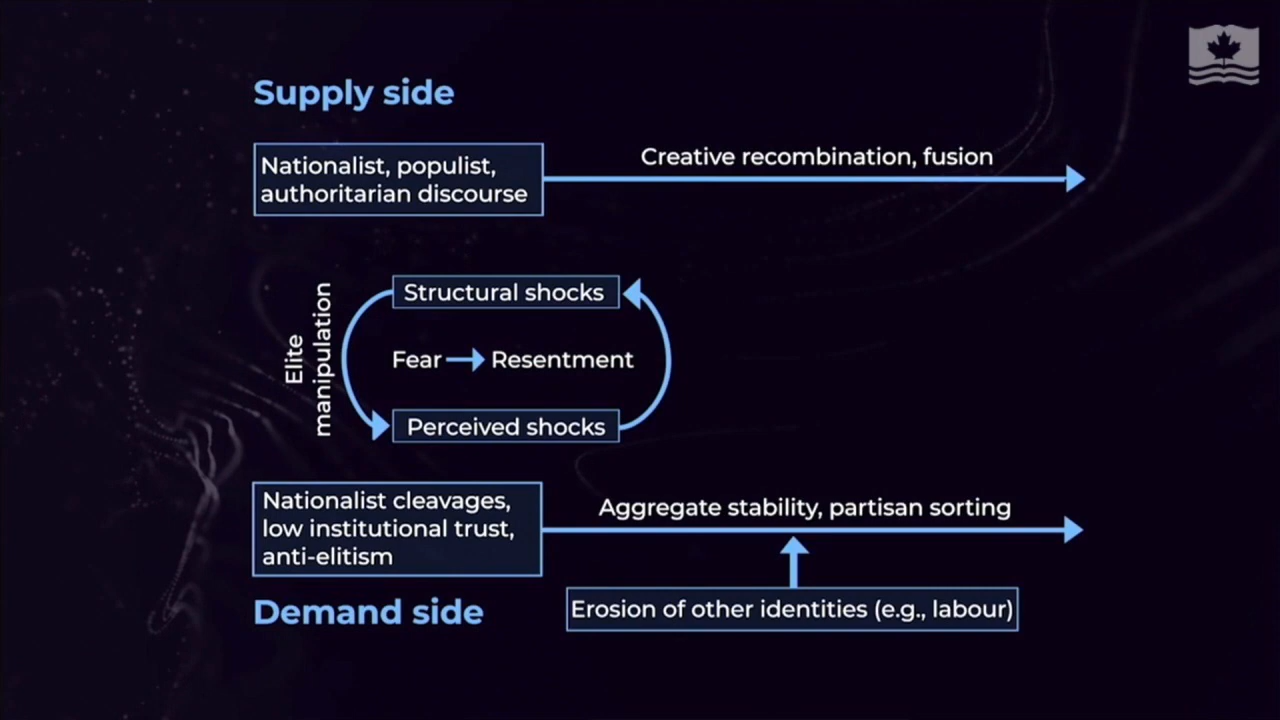 Supply side
Nationalist, populist,
authoritarian discourse
Creative recombination, fusion
Elite
manipulation
Structural shocks
Fear
Resentment
Perceived shocks
Nationalist cleavages,
low institutional trust,
anti-elitism
Aggregate stability, partisan sorting
Erosion of other identities (e.g., labour)
Demand side